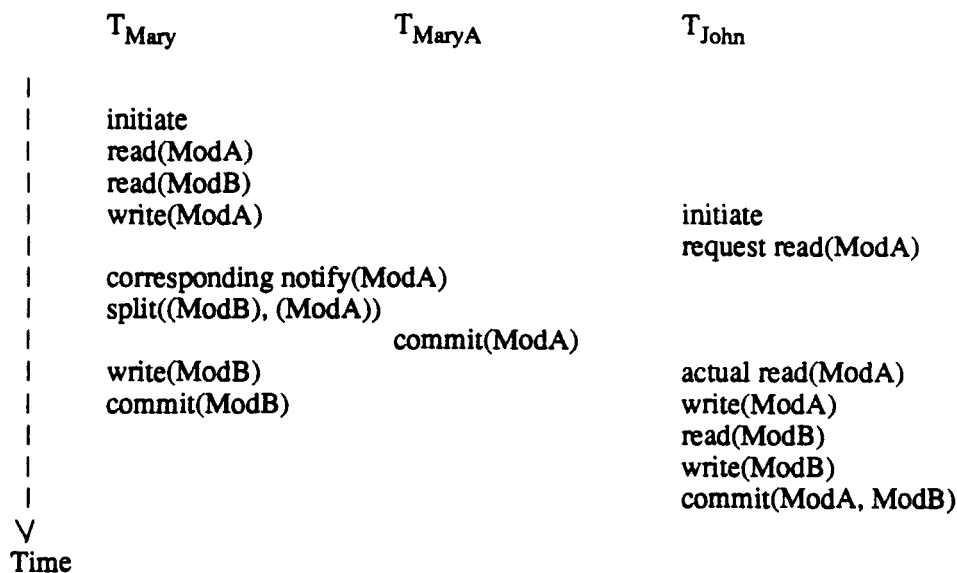 T_Mary T_MaryA T_John
initiate
read(ModA)
read(ModB)
write(ModA) initiate
request read(ModA)
corresponding notify(ModA)
split((ModB), (ModA))
commit(ModA)
write(ModB) actual read(ModA)
commit(ModB) write(ModA)
read(ModB)
write(ModB)
commit(ModA, ModB)
Time